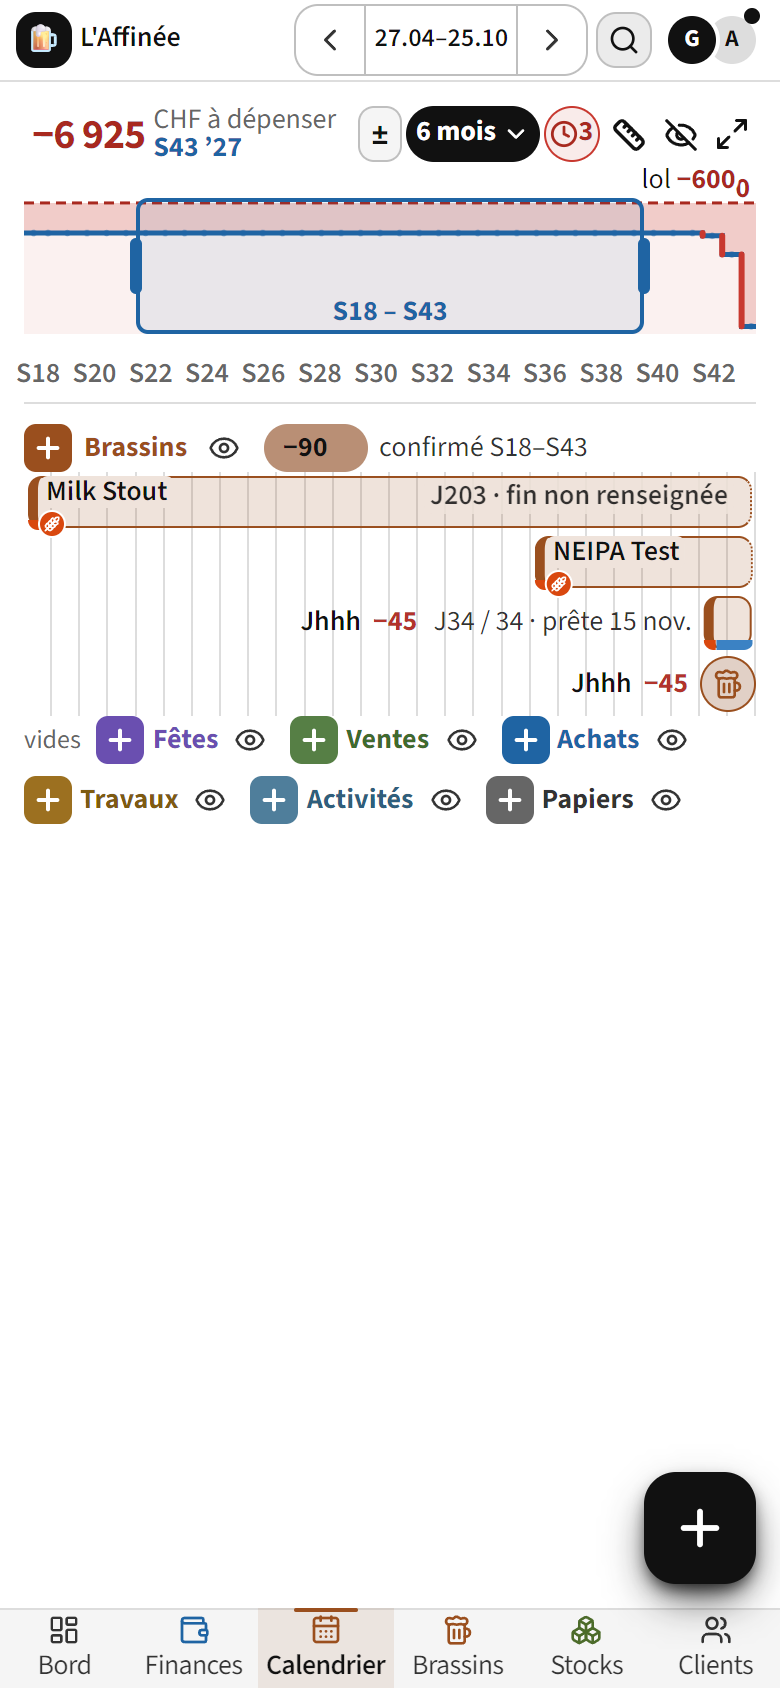 L'Affinée
27.04–25.10
G
A
−6 925
CHF à dépenser
S43 ’27
±
6 mois
3
lol −600
0
S18 – S43
S18 S20 S22 S24 S26 S28 S30 S32 S34 S36 S38 S40 S42
Brassins
−90
confirmé S18–S43
Milk Stout
J203 · fin non renseignée
NEIPA Test
Jhhh −45 J34 / 34 · prête 15 nov.
Jhhh −45
vides
Fêtes
Ventes
Achats
Travaux
Activités
Papiers
Bord
Finances
Calendrier
Brassins
Stocks
Clients